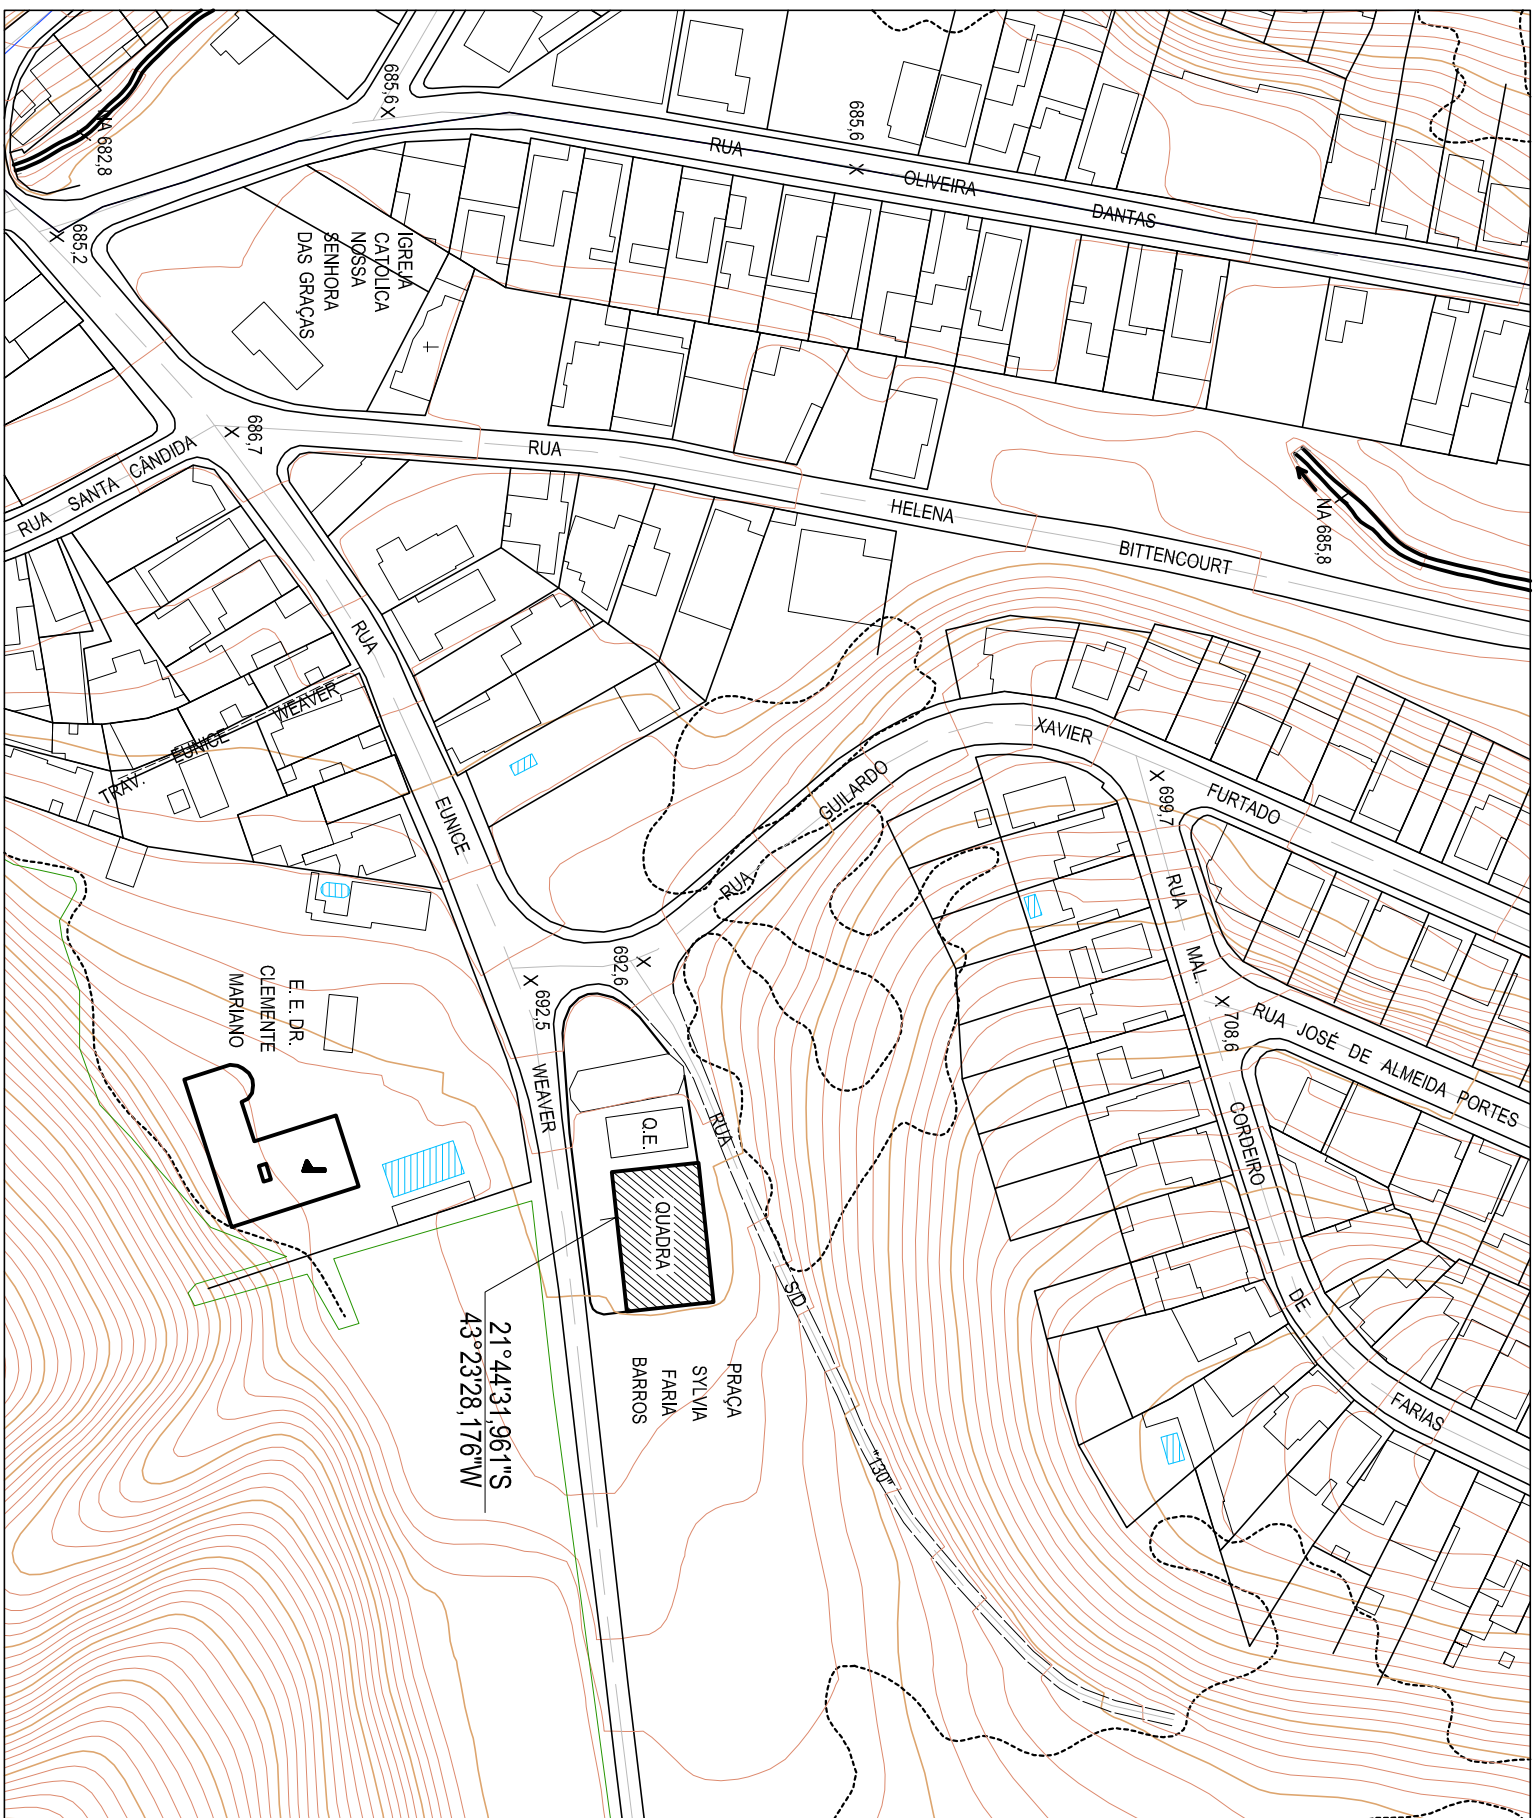 685,6
NA 682,8
685,2
RUA
OLIVEIRA
DANTAS
685,6
IGREJA
CATÓLICA
NOSSA
SENHORA
DAS GRAÇAS
686,7
RUA SANTA CÂNDIDA
RUA
HELENA
BITTENCOURT
NA 685,8
RUA
EUNICE
WEAVER
TRAV. EUNICE WEAVER
RUA
GUILARDO
XAVIER
FURTADO
699,7
RUA
MAL.
CORDEIRO
DE
FARIAS
708,6
RUA JOSÉ DE ALMEIDA PORTES
692,6
692,5
E. E. DR.
CLEMENTE
MARIANO
Q.E.
QUADRA
RUA
S/D
"130"
PRAÇA
SYLVIA
FARIA
BARROS
21°44'31,961"S
43°23'28,176"W